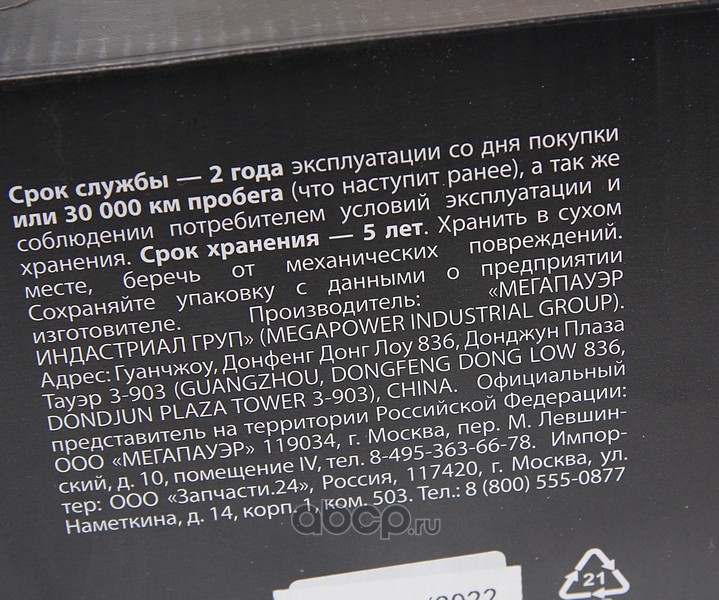 Срок службы — 2 года эксплуатации со дня покупки
или 30 000 км пробега (что наступит ранее), а так же
соблюдении потребителем условий эксплуатации и
хранения. Срок хранения — 5 лет. Хранить в сухом
месте, беречь от механических повреждений.
Сохраняйте упаковку с данными о предприятии
изготовителе. Производитель: «МЕГАПАУЭР
ИНДАСТРИАЛ ГРУП» (MEGAPOWER INDUSTRIAL GROUP).
Адрес: Гуанчжоу, Донфенг Донг Лоу 836, Донджун Плаза
Тауэр 3-903 (GUANGZHOU, DONGFENG DONG LOW 836,
DONDJUN PLAZA TOWER 3-903), CHINA. Официальный
представитель на территории Российской Федерации:
ООО «МЕГАПАУЭР» 119034, г. Москва, пер. М. Левшин-
ский, д. 10, помещение IV, тел. 8-495-363-66-78. Импор-
тер: ООО «Запчасти.24», Россия, 117420, г. Москва, ул.
Наметкина, д. 14, корп. 1, ком. 503. Тел.: 8 (800) 555-0877
abcp.ru
21
/2022